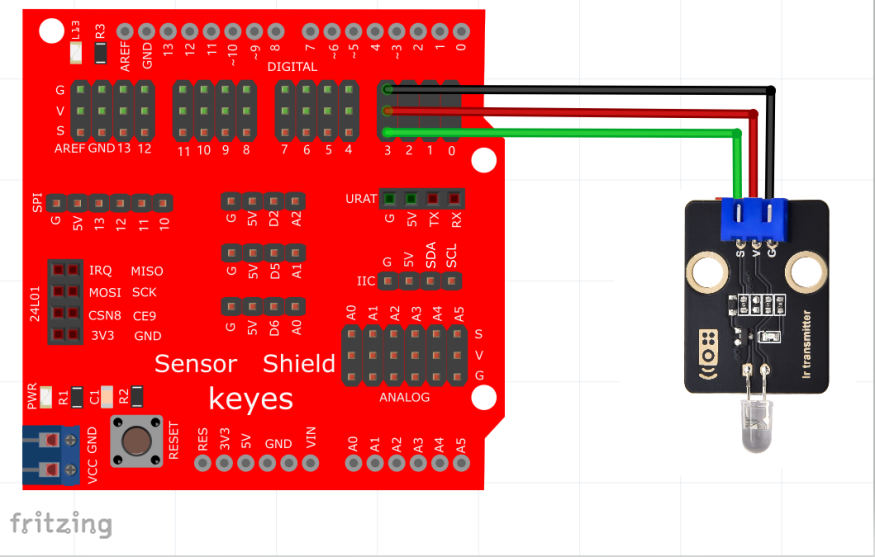 L13
R3
AREF
GND
13
12
11
~10
~9
8
7
~6
~5
4
~3
2
1
0
DIGITAL
G
V
S
AREF GND 13 12
11 10 9 8
7 6 5 4
3 2 1 0
SPI
G
5V
13
12
11
10
G
5V
D2
A2
URAT
G
5V
TX
RX
G
5V
D5
A1
IIC
G
5V
SDA
SCL
24L01
IRQ MISO
MOSI SCK
CSN8 CE9
3V3 GND
G
5V
D6
A0
A0
A1
A2
A3
A4
A5
S
V
G
ANALOG
Sensor Shield
keyes
PWR
R1
C1
R2
RESET
VCC GND
RES
3V3
5V
GND
VIN
A0
A1
A2
A3
A4
A5
S
V
G
Ir transmitter
fritzing